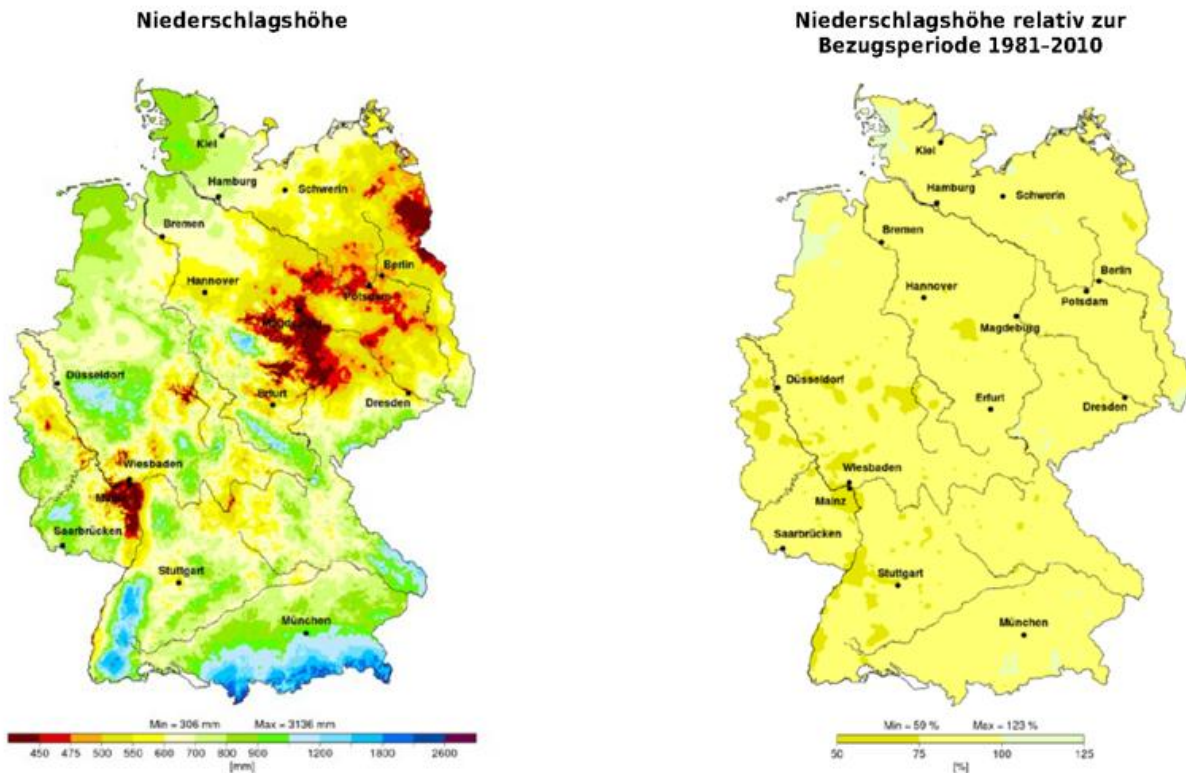 Niederschlagshöhe
Kiel
Hamburg
Schwerin
Bremen
Berlin
Hannover
Potsdam
Düsseldorf
Erfurt
Dresden
Wiesbaden
Saarbrücken
Stuttgart
München
Min = 306 mm Max = 3136 mm
450 475 500 550 600 700 800 1000 1200 1800 2600
[mm]
Niederschlagshöhe relativ zur
Bezugsperiode 1981–2010
Kiel
Hamburg
Schwerin
Bremen
Berlin
Hannover
Potsdam
Magdeburg
Düsseldorf
Erfurt
Dresden
Wiesbaden
Mainz
Saarbrücken
Stuttgart
München
Min = 59 % Max = 123 %
50 75 100 125
[%]